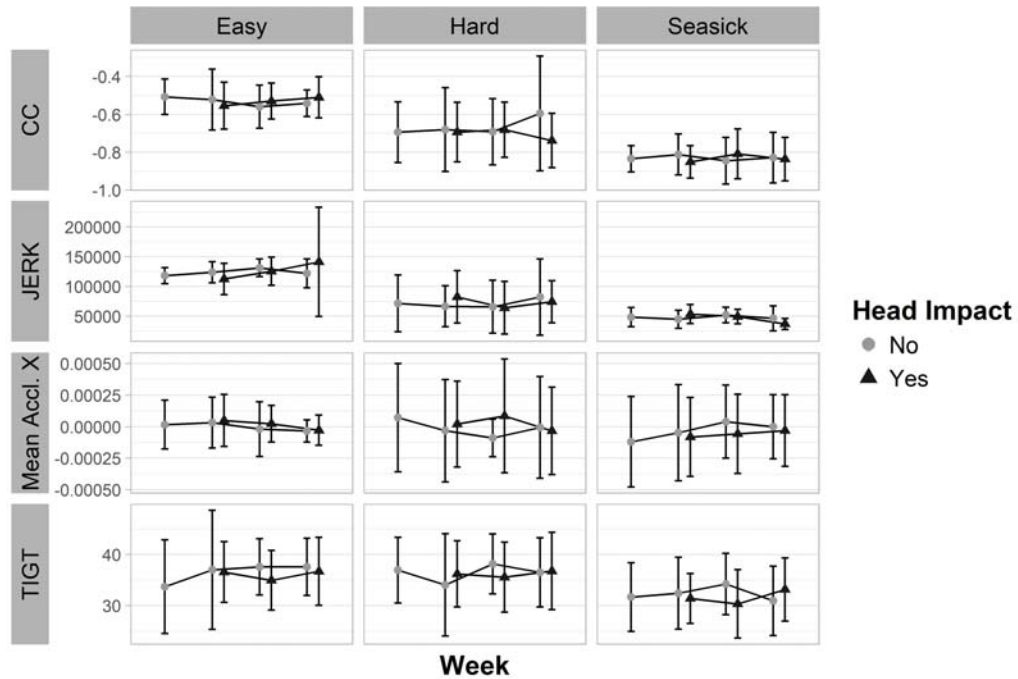 Easy Hard Seasick
CC
-0.4
-0.6
-0.8
-1.0
JERK
200000
150000
100000
50000
Mean Accl. X
0.00050
0.00025
0.00000
-0.00025
-0.00050
TIGT
40
30
Week
Head Impact
No
Yes